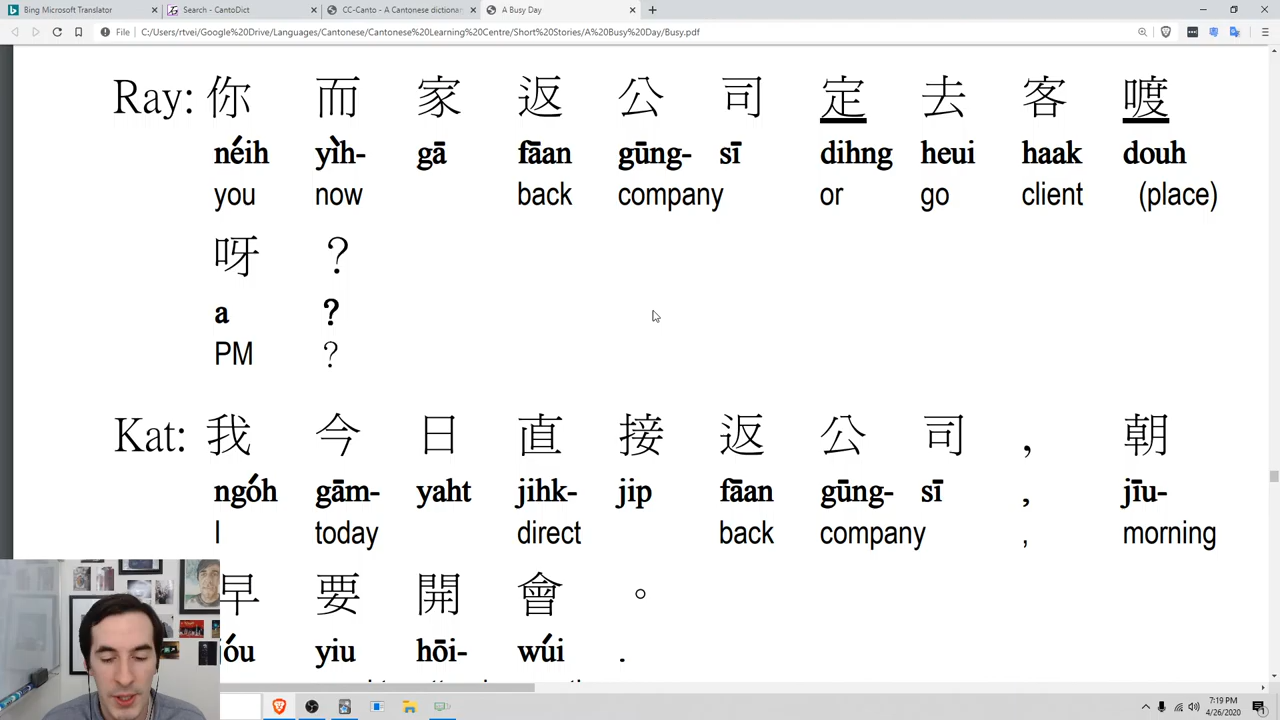 Bing Microsoft Translator
Search - CantoDict
CC-Canto - A Cantonese dictionar
A Busy Day
File
C:/Users/rtvei/Google%20Drive/Languages/Cantonese/Cantonese%20Learning%20Centre/Short%20Stories/A%20Busy%20Day/Busy.pdf
Ray: 你 而 家 返 公 司 定 去 客 喥
néih yìh- gā fāan gūng- sī dihng heui haak douh
you now back company or go client (place)
呀 ?
a ?
PM ?
Kat: 我 今 日 直 接 返 公 司 , 朝
ngóh gām- yaht jihk- jip fāan gūng- sī , jīu-
I today direct back company , morning
早 要 開 會 。
jóu yiu hōi- wúi .
7:19 PM
4/26/2020